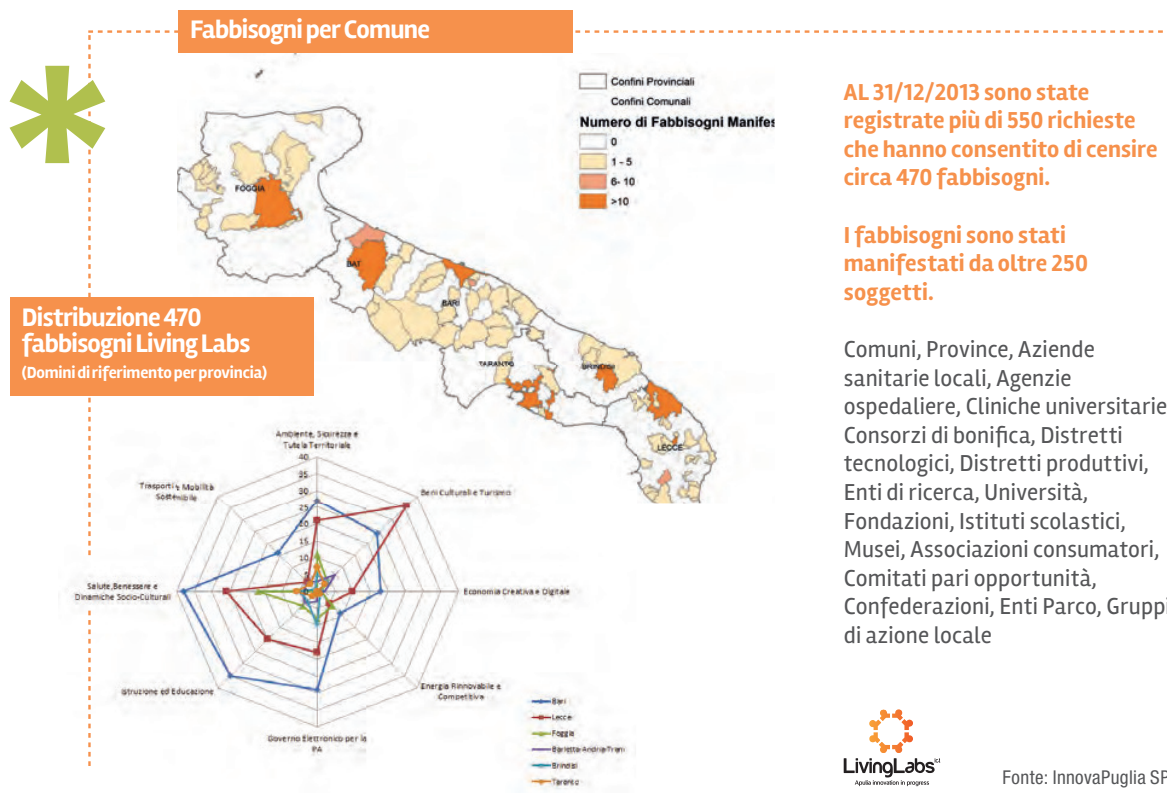 Fabbisogni per Comune
Confini Provinciali
Confini Comunali
Numero di Fabbisogni Manifes
0
1 - 5
6- 10
>10
FOGGIA
BAT
BARI
TARANTO
BRINDISI
LECCE
AL 31/12/2013 sono state
registrate più di 550 richieste
che hanno consentito di censire
circa 470 fabbisogni.
I fabbisogni sono stati
manifestati da oltre 250
soggetti.
Comuni, Province, Aziende
sanitarie locali, Agenzie
ospedaliere, Cliniche universitarie
Consorzi di bonifica, Distretti
tecnologici, Distretti produttivi,
Enti di ricerca, Università,
Fondazioni, Istituti scolastici,
Musei, Associazioni consumatori,
Comitati pari opportunità,
Confederazioni, Enti Parco, Gruppi
di azione locale
Distribuzione 470
fabbisogni Living Labs
(Domini di riferimento per provincia)
Ambiente, Sicurezza e
Tutela Territoriale
40
35
30
25
20
15
10
5
0
Beni Culturali e Turismo
Economia Creativa e Digitale
Energia Rinnovabile e
Competitiva
Governo Elettronico per la
PA
Istruzione ed Educazione
Salute, Benessere e
Dinamiche Socio-Culturali
Trasporti e Mobilità
Sostenibile
Bari
Lecce
Foggia
Barletta-Andria-Trani
Brindisi
Taranto
LivingLabs
Apulia innovation in progress
Fonte: InnovaPuglia SP